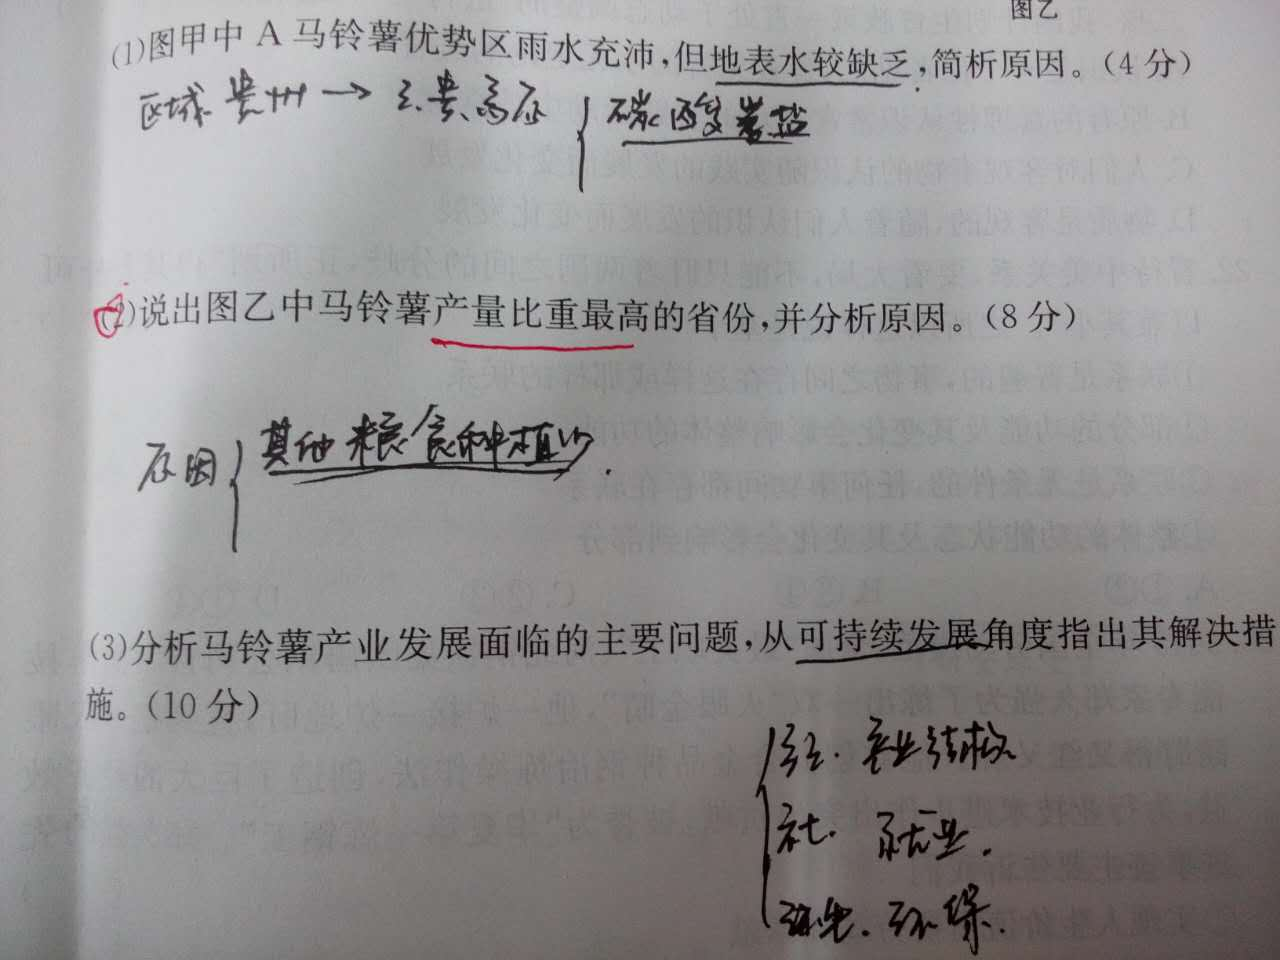 图乙
(1)图甲中 A 马铃薯优势区雨水充沛,但地表水较缺乏,简析原因。(4 分)
区域 贵州 → 云贵高原 { 碳酸岩盐
(2)说出图乙中马铃薯产量比重最高的省份,并分析原因。(8 分)
原因 { 其他粮食种植少.
(3)分析马铃薯产业发展面临的主要问题,从可持续发展角度指出其解决措
施。(10 分)
经. 产业结构
社. 就业.
环保.